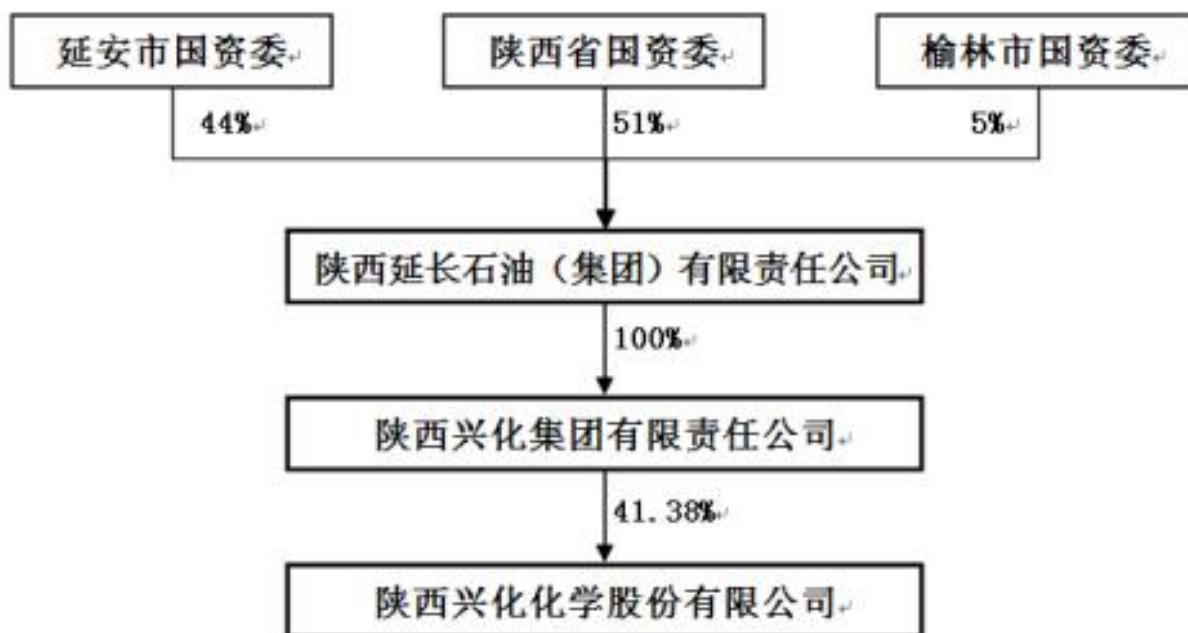 延安市国资委
陕西省国资委
榆林市国资委
44%
51%
5%
陕西延长石油（集团）有限责任公司
100%
陕西兴化集团有限责任公司
41.38%
陕西兴化化学股份有限公司